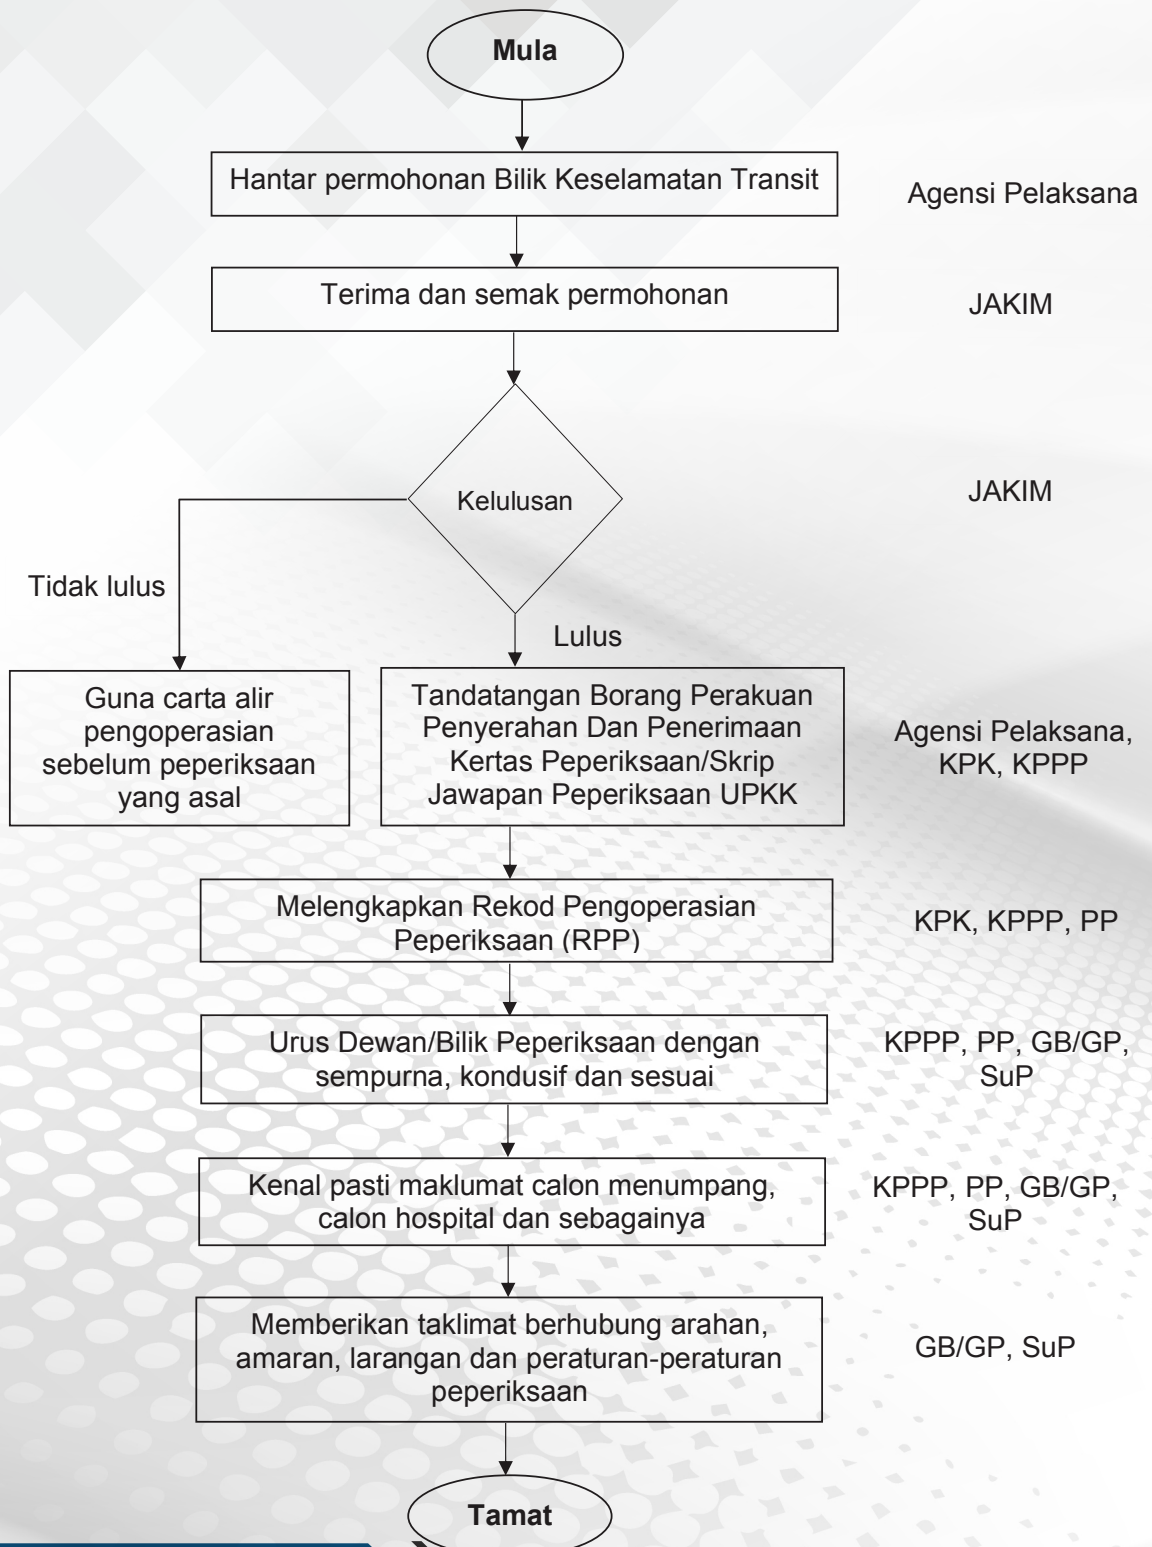 Mula
Hantar permohonan Bilik Keselamatan Transit
Agensi Pelaksana
Terima dan semak permohonan
JAKIM
Kelulusan
JAKIM
Tidak lulus
Lulus
Guna carta alir
pengoperasian
sebelum peperiksaan
yang asal
Tandatangan Borang Perakuan
Penyerahan Dan Penerimaan
Kertas Peperiksaan/Skrip
Jawapan Peperiksaan UPKK
Agensi Pelaksana,
KPK, KPPP
Melengkapkan Rekod Pengoperasian
Peperiksaan (RPP)
KPK, KPPP, PP
Urus Dewan/Bilik Peperiksaan dengan
sempurna, kondusif dan sesuai
KPPP, PP, GB/GP,
SuP
Kenal pasti maklumat calon menumpang,
calon hospital dan sebagainya
KPPP, PP, GB/GP,
SuP
Memberikan taklimat berhubung arahan,
amaran, larangan dan peraturan-peraturan
peperiksaan
GB/GP, SuP
Tamat